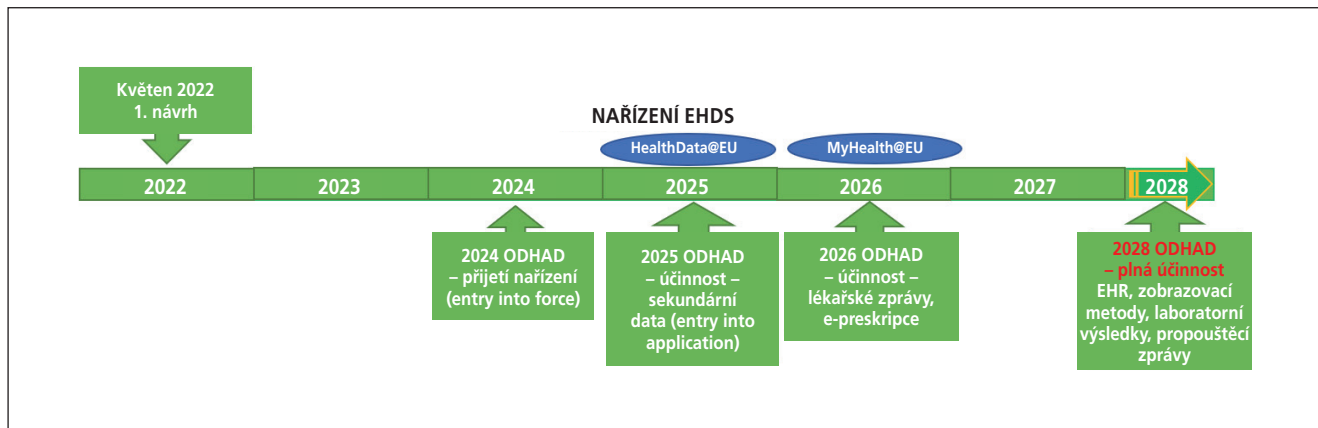 Květen 2022
1. návrh
NAŘÍZENÍ EHDS
HealthData@EU
MyHealth@EU
2022
2023
2024
2025
2026
2027
2028
2024 ODHAD
– přijetí nařízení
(entry into force)
2025 ODHAD
– účinnost –
sekundární
data (entry into
application)
2026 ODHAD
– účinnost –
lékařské zprávy,
e-preskripce
2028 ODHAD
– plná účinnost
EHR, zobrazovací
metody, laboratorní
výsledky, propouštěcí
zprávy